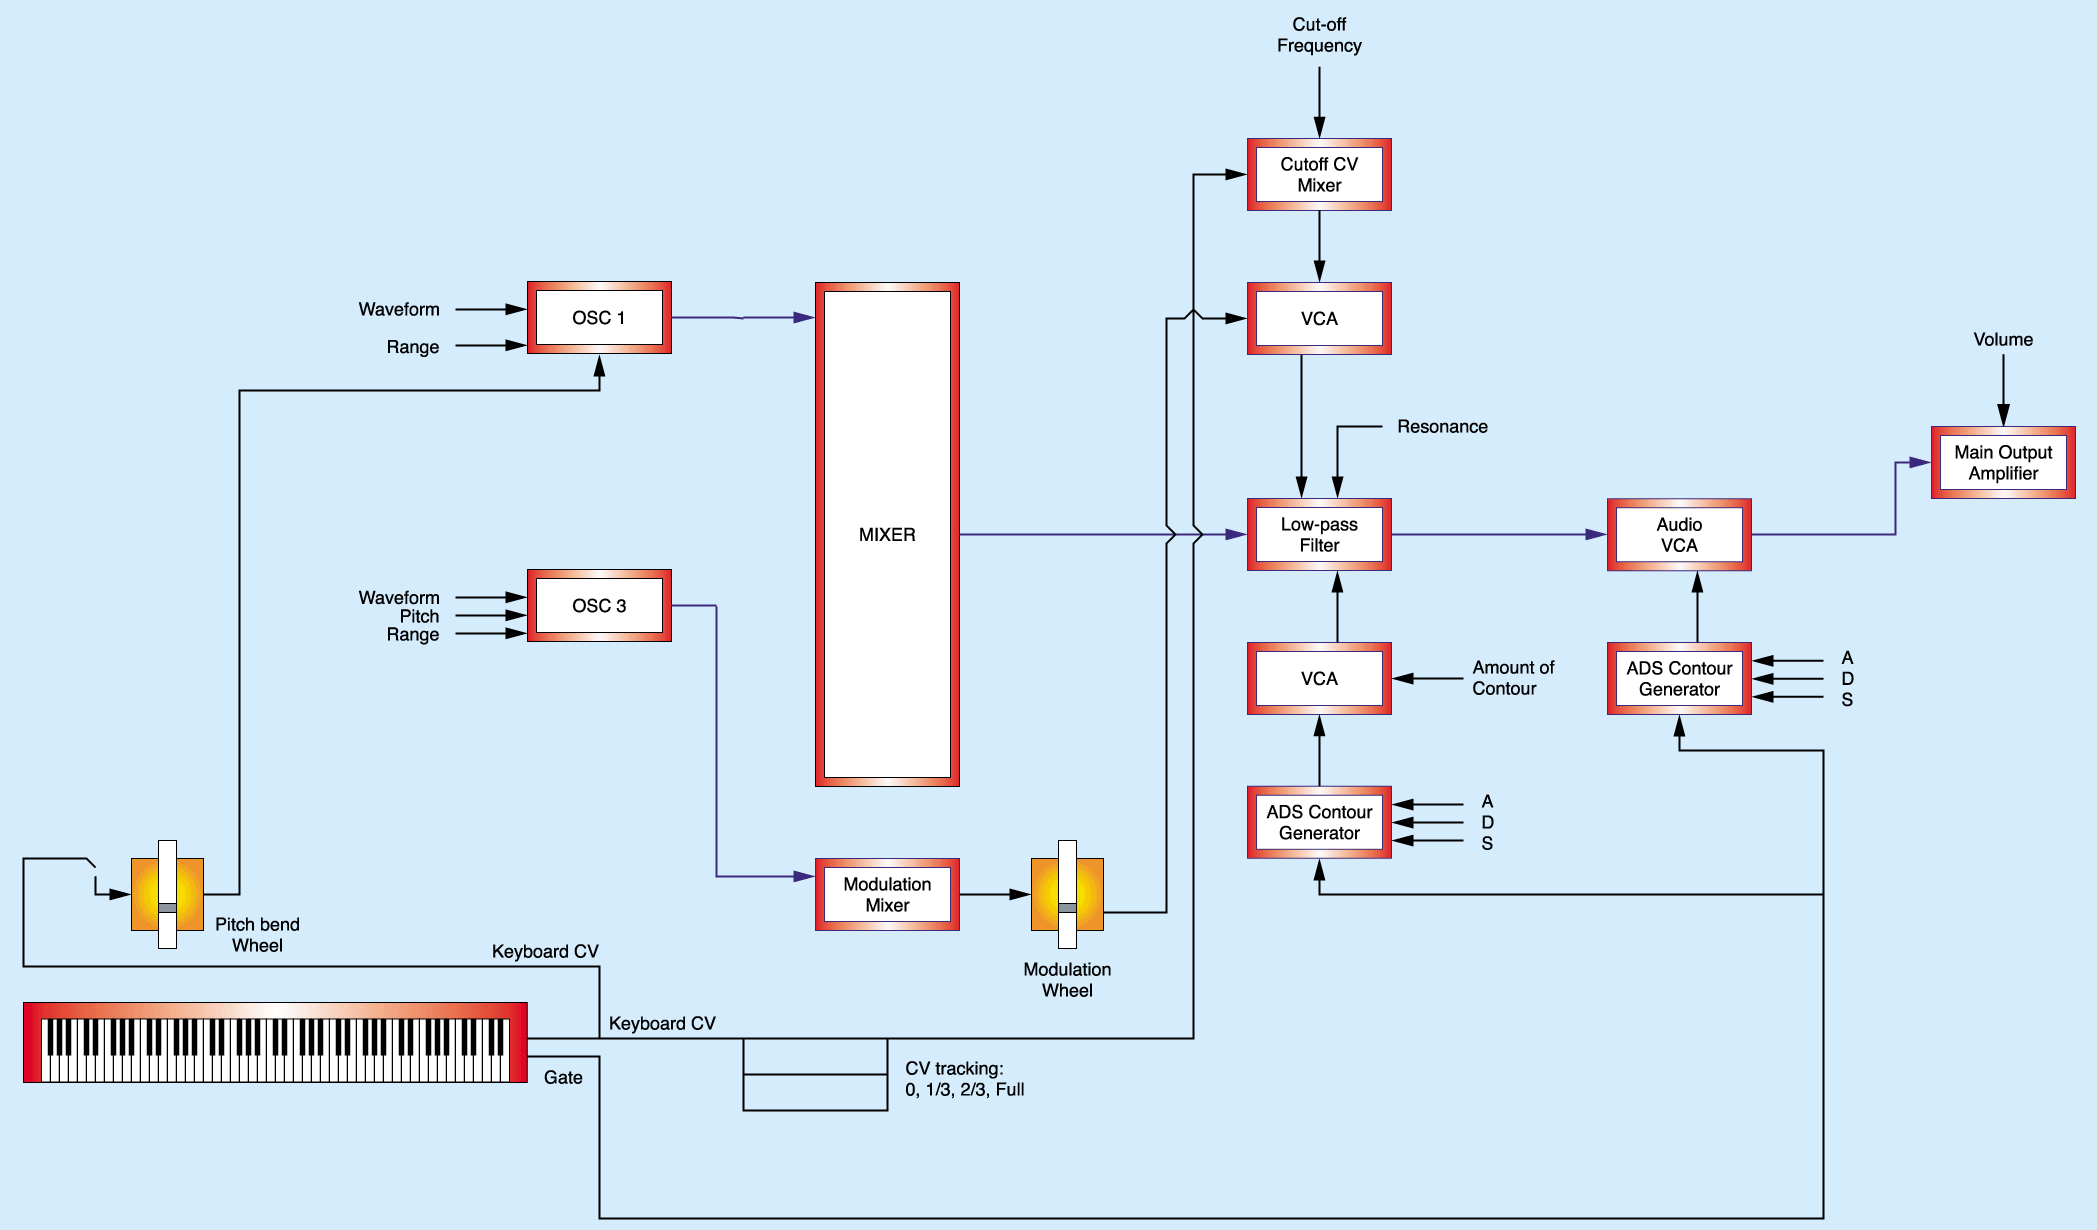 Cut-off
Frequency
Cutoff CV
Mixer
Waveform
OSC 1
Range
VCA
Volume
Resonance
Main Output
Amplifier
MIXER
Low-pass
Filter
Audio
VCA
Waveform
Pitch
Range
OSC 3
VCA
Amount of
Contour
ADS Contour
Generator
A
D
S
ADS Contour
Generator
A
D
S
Modulation
Mixer
Pitch bend
Wheel
Modulation
Wheel
Keyboard CV
Keyboard CV
Gate
CV tracking:
0, 1/3, 2/3, Full